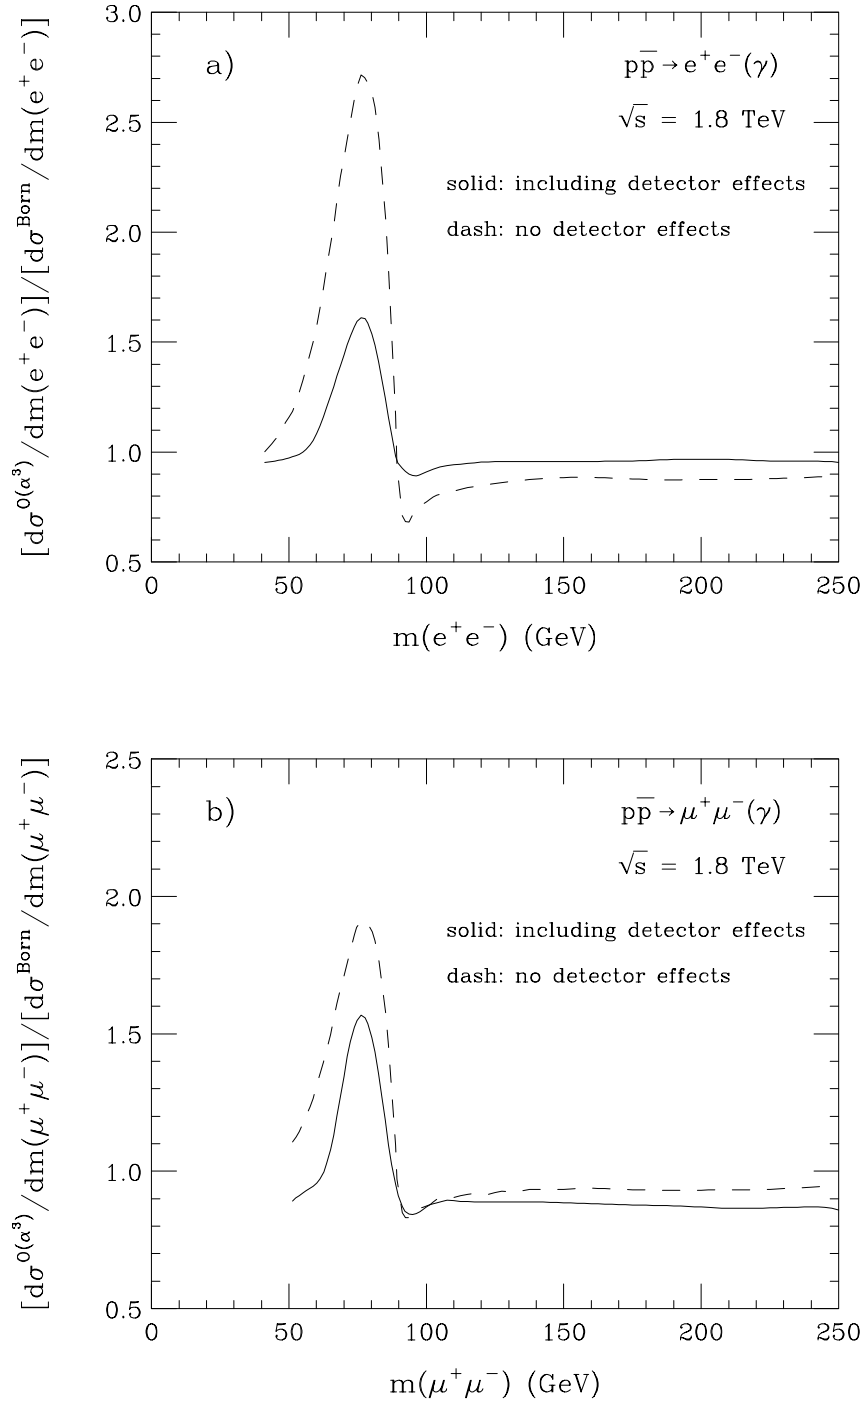 a)
pp̅ → e⁺e⁻(γ)
√s = 1.8 TeV
solid: including detector effects
dash: no detector effects
[dσ^O(α³)/dm(e⁺e⁻)]/[dσ^Born/dm(e⁺e⁻)]
3.0
2.5
2.0
1.5
1.0
0.5
0 50 100 150 200 250
m(e⁺e⁻) (GeV)
b)
pp̅ → μ⁺μ⁻(γ)
√s = 1.8 TeV
solid: including detector effects
dash: no detector effects
[dσ^O(α³)/dm(μ⁺μ⁻)]/[dσ^Born/dm(μ⁺μ⁻)]
2.5
2.0
1.5
1.0
0.5
0 50 100 150 200 250
m(μ⁺μ⁻) (GeV)